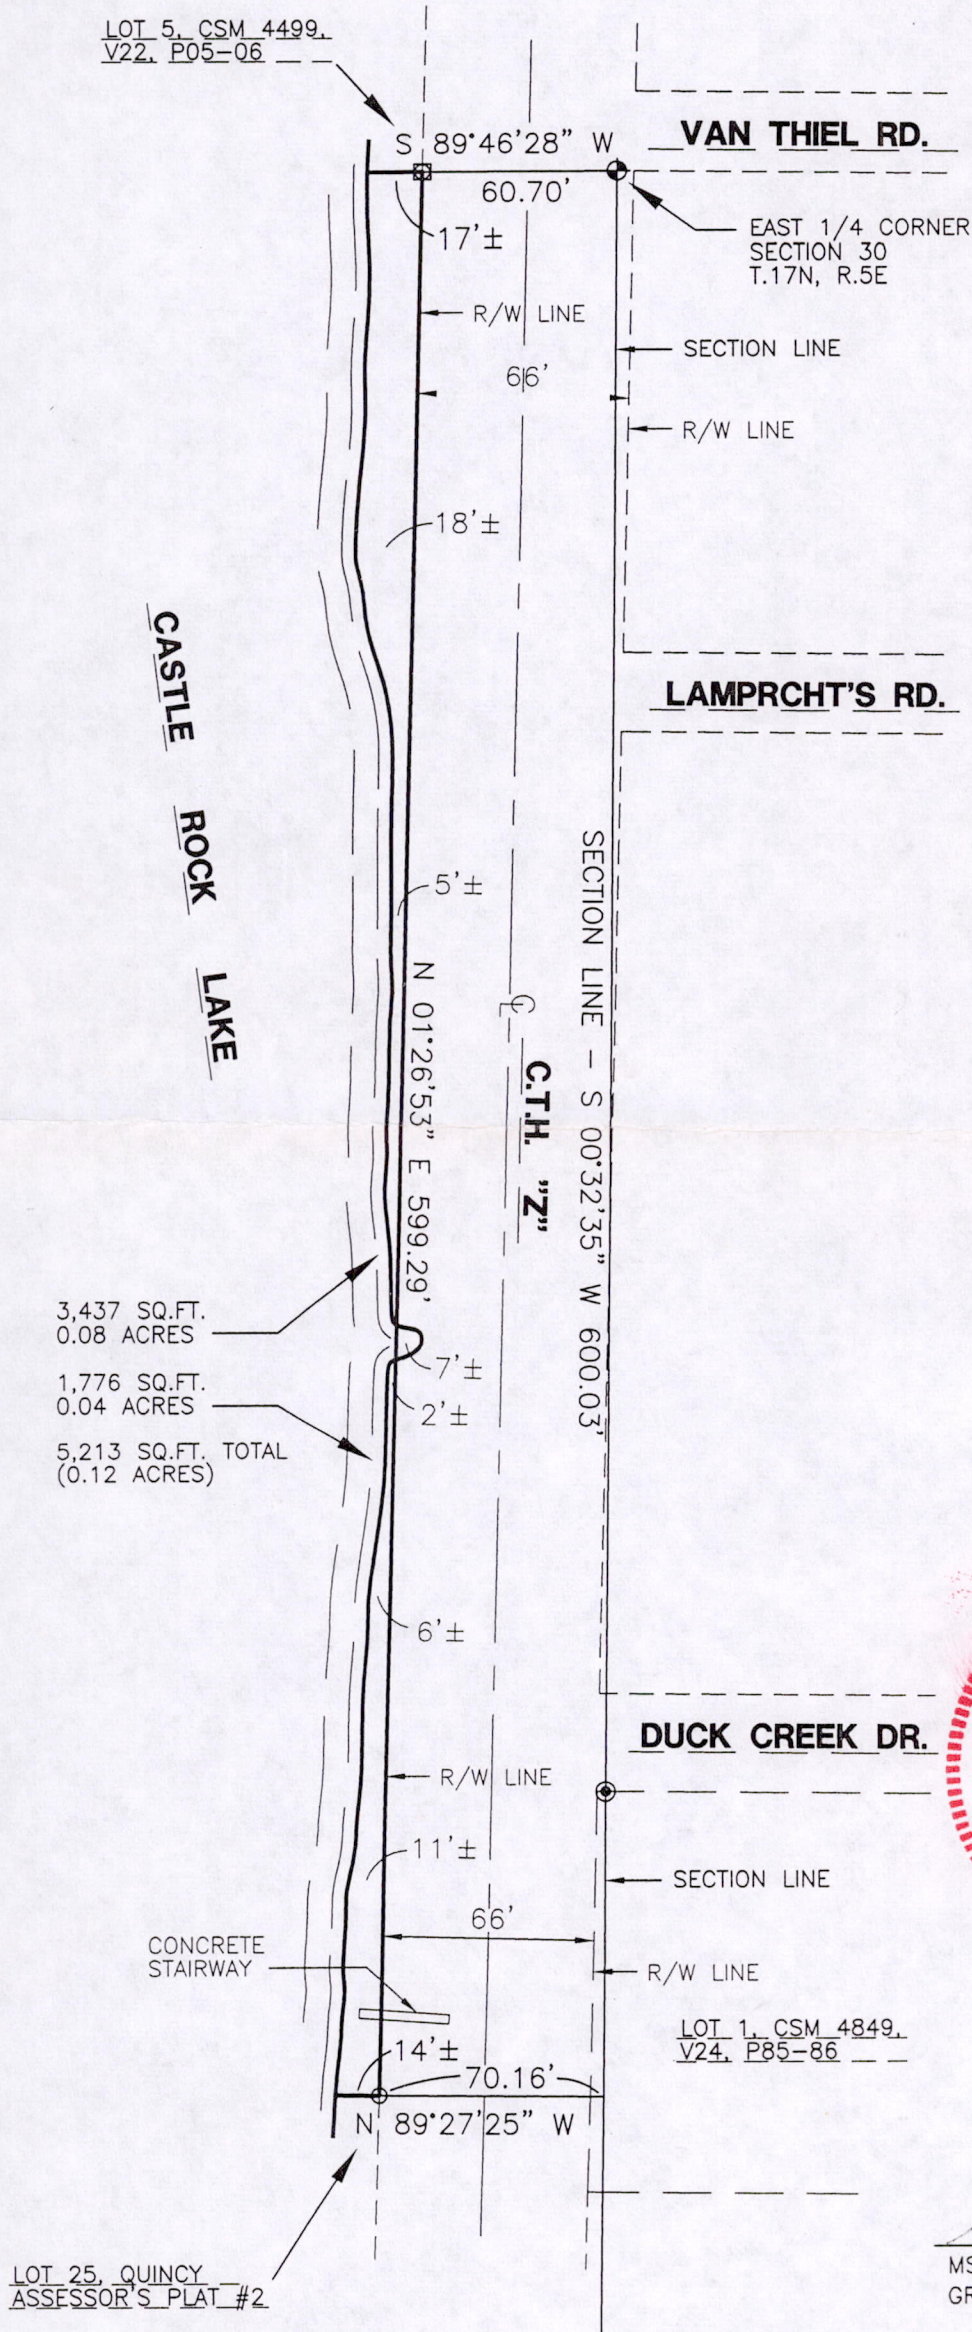 LOT 5, CSM 4499,
V22, P05-06
VAN THIEL RD.
S 89°46'28" W
60.70'
17'±
EAST 1/4 CORNER
SECTION 30
T.17N, R.5E
R/W LINE
SECTION LINE
66'
R/W LINE
18'±
CASTLE ROCK LAKE
LAMPRCHT'S RD.
5'±
N 01°26'53" E 599.29'
C.T.H. "Z"
SECTION LINE - S 00°32'35" W 600.03'
3,437 SQ.FT.
0.08 ACRES
7'±
1,776 SQ.FT.
0.04 ACRES
2'±
5,213 SQ.FT. TOTAL
(0.12 ACRES)
6'±
DUCK CREEK DR.
R/W LINE
11'±
SECTION LINE
66'
CONCRETE
STAIRWAY
R/W LINE
LOT 1, CSM 4849,
V24, P85-86
14'±
70.16'
N 89°27'25" W
LOT 25, QUINCY
ASSESSOR'S PLAT #2
MS
GR